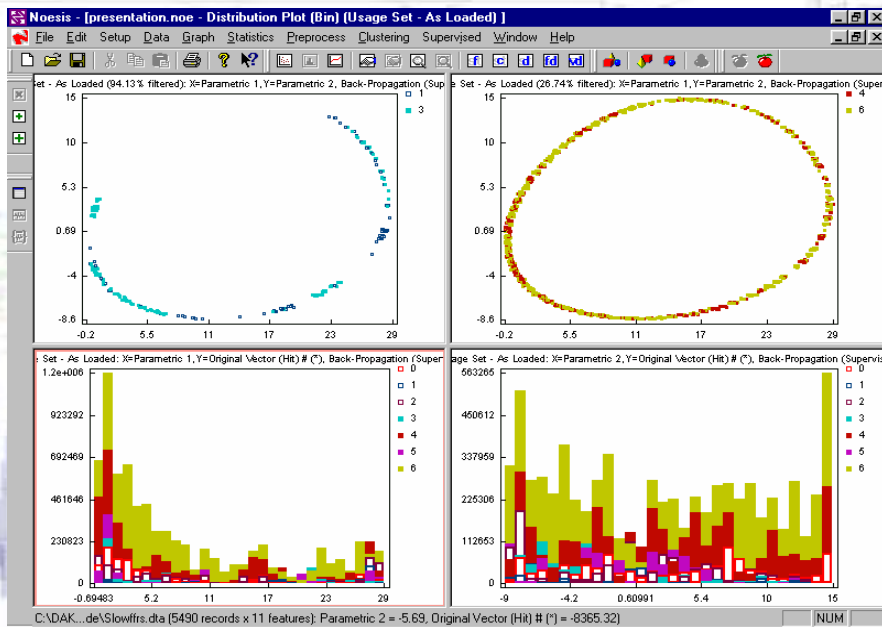 Noesis - [presentation.noe - Distribution Plot (Bin) (Usage Set - As Loaded) ]
File Edit Setup Data Graph Statistics Preprocess Clustering Supervised Window Help
f c d fd vd
Set - As Loaded (94.13% filtered): X=Parametric 1,Y=Parametric 2, Back-Propagation (Supe
15
10
5.3
0.69
-4
-8.6
-0.2 5.5 11 17 23 29
1
3
e Set - As Loaded (26.74% filtered): X=Parametric 1,Y=Parametric 2, Back-Propagation (Sup
15
10
5.3
0.69
-4
-8.6
-0.2 5.5 11 17 23 29
4
6
e Set - As Loaded: X=Parametric 1,Y=Original Vector (Hit) # (*), Back-Propagation (Supervi
1.2e+006
923292
692469
461646
230823
0
-0.69483 5.2 11 17 23 29
0
1
2
3
4
5
6
age Set - As Loaded: X=Parametric 2,Y=Original Vector (Hit) # (*), Back-Propagation (Supervis
563265
450612
337959
225306
112653
0
-9 -4.2 0.60991 5.4 10 15
0
1
2
3
4
5
6
C:\DAK...de\Slowffrs.dta (5490 records x 11 features): Parametric 2 = -5.69, Original Vector (Hit) # (*) = -8365.32)
NUM